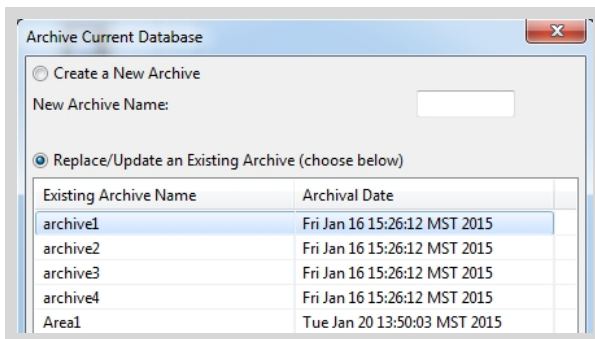 Archive Current Database
Create a New Archive
New Archive Name:
Replace/Update an Existing Archive (choose below)
Existing Archive Name Archival Date
archive1 Fri Jan 16 15:26:12 MST 2015
archive2 Fri Jan 16 15:26:12 MST 2015
archive3 Fri Jan 16 15:26:12 MST 2015
archive4 Fri Jan 16 15:26:12 MST 2015
Area1 Tue Jan 20 13:50:03 MST 2015